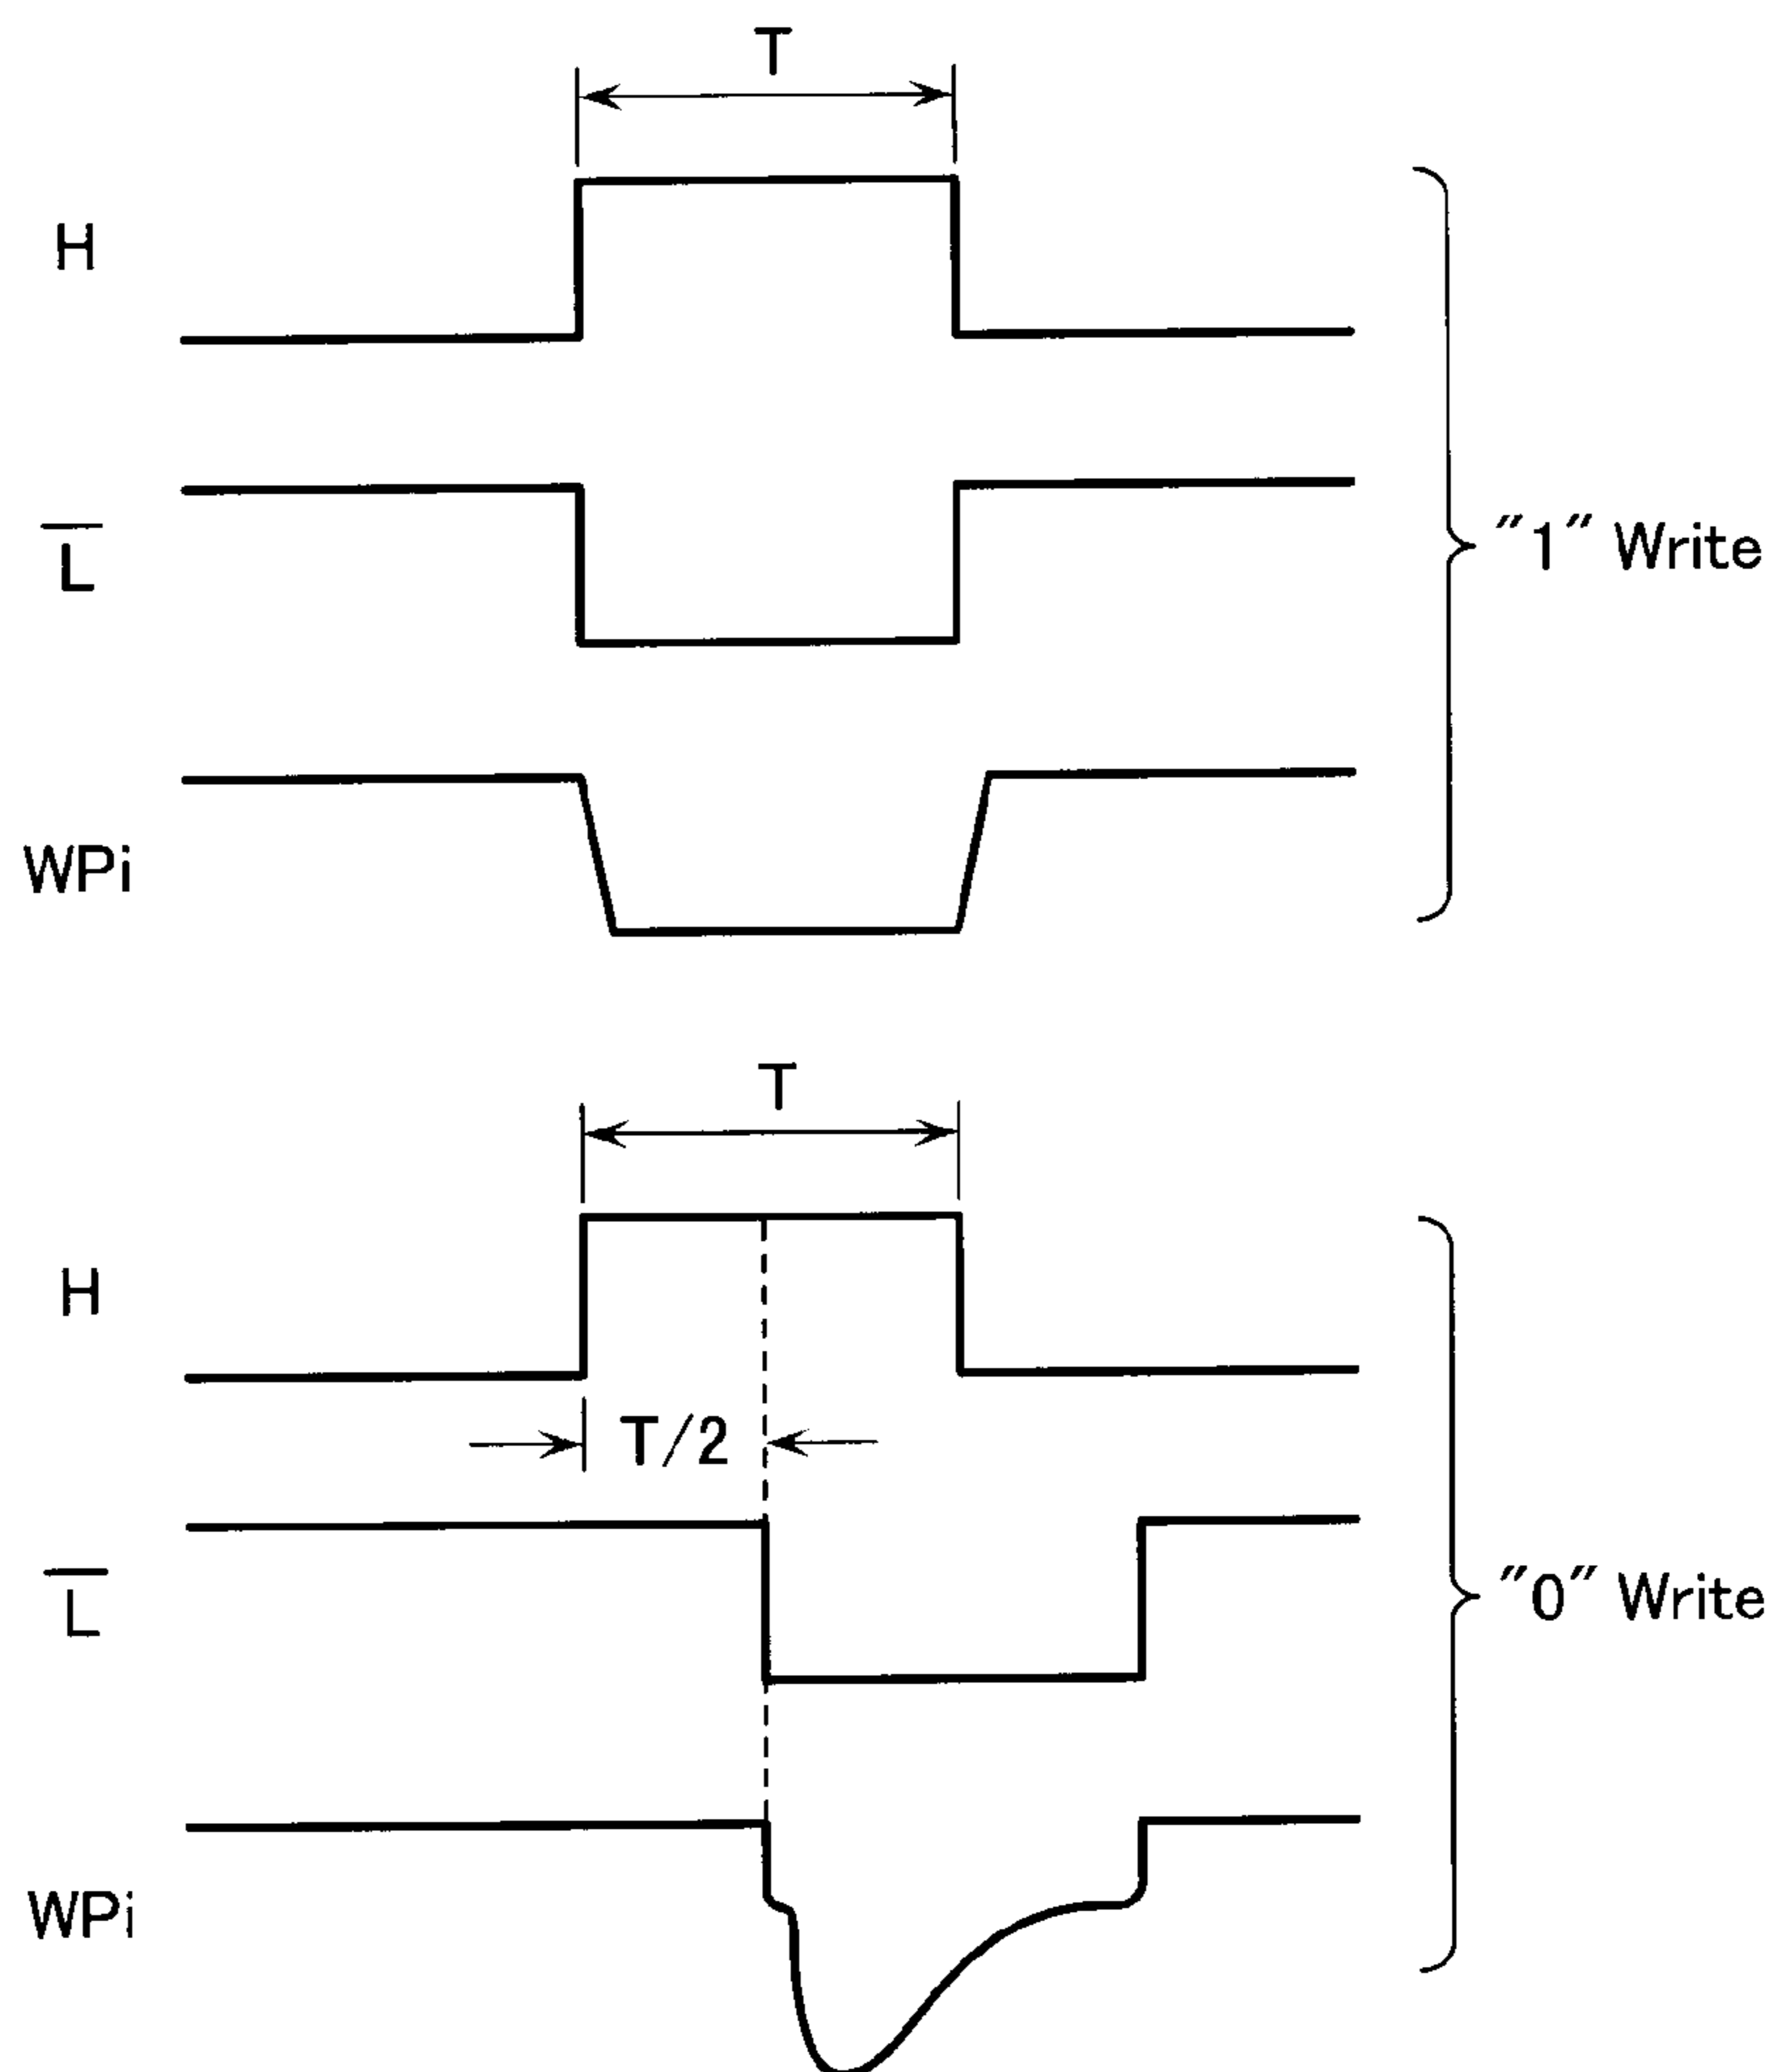 T
H
L̅
"1" Write
WPi
T
H
T/2
L̅
"0" Write
WPi